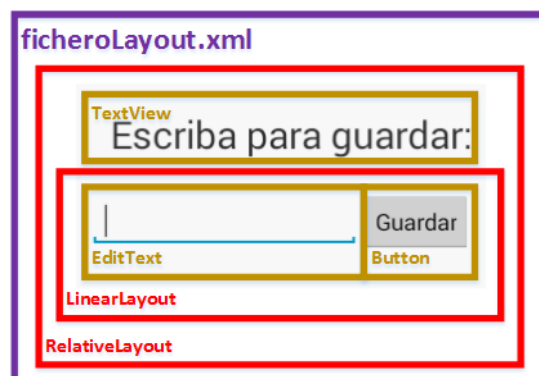 ficheroLayout.xml
TextView
Escriba para guardar:
Guardar
EditText
Button
LinearLayout
RelativeLayout